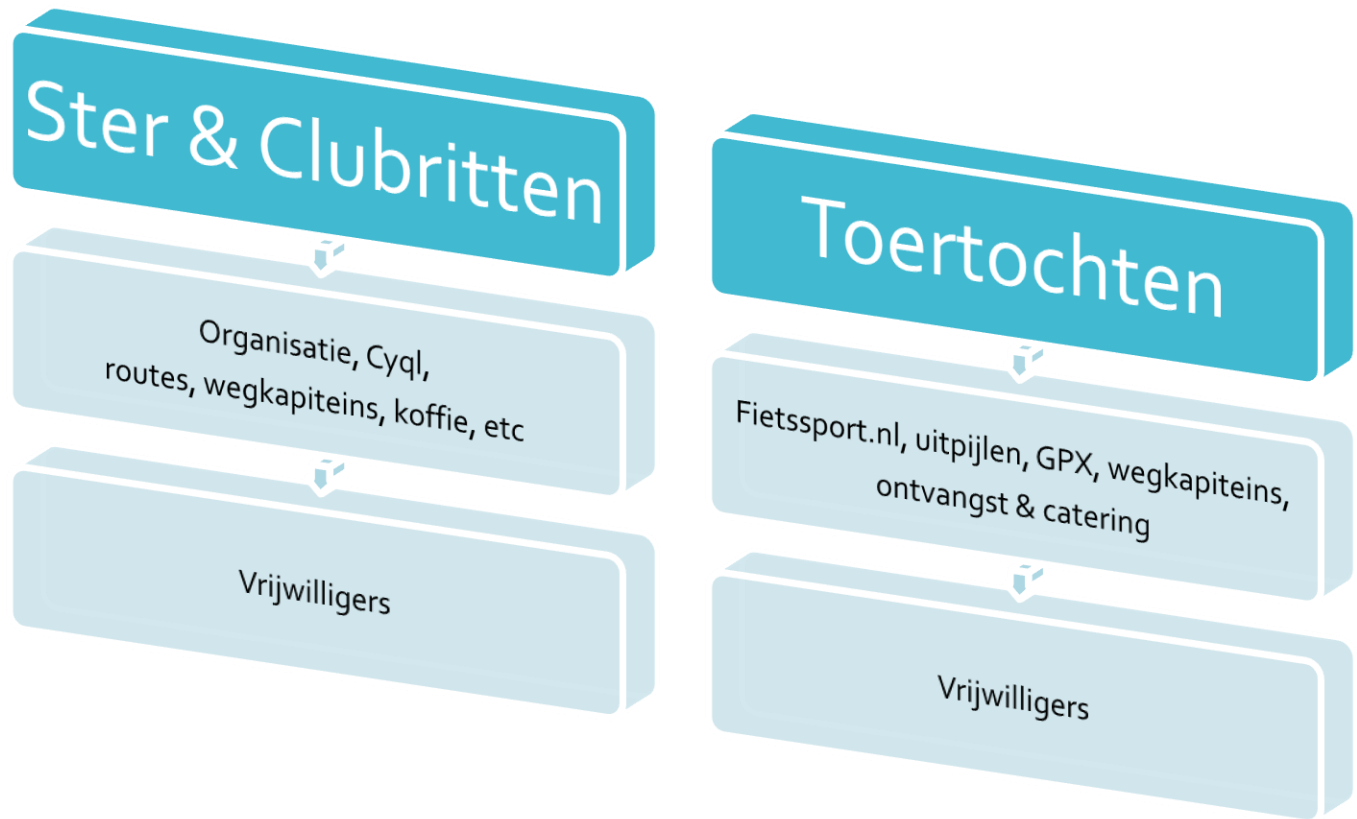 Ster & Clubritten
Organisatie, Cyql,
routes, wegkapiteins, koffie, etc
Vrijwilligers
Toertochten
Fietssport.nl, uitpijlen, GPX, wegkapiteins,
ontvangst & catering
Vrijwilligers